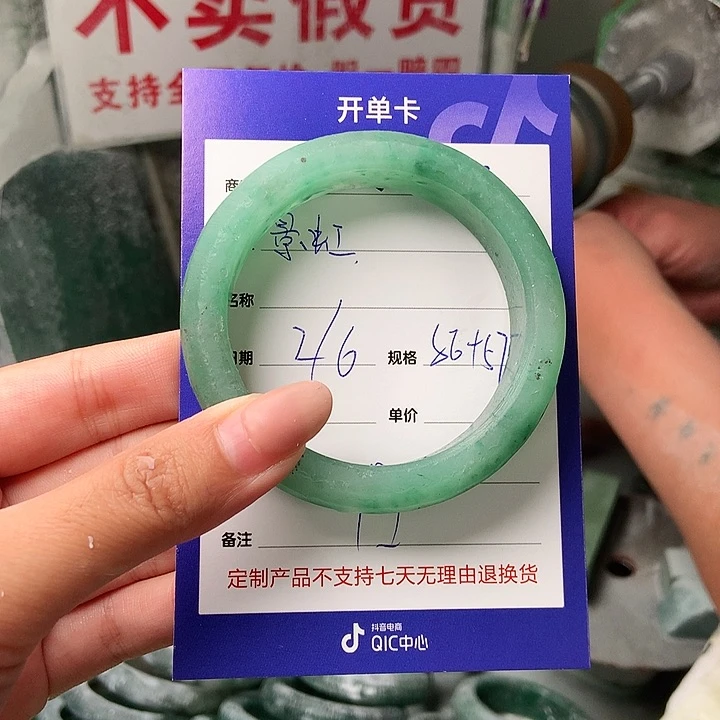 不卖假货
支持全
开单卡
商
景虹
名称
日期 2/6 规格 56+57
单价
备注 12
定制产品不支持七天无理由退换货
抖音电商
QIC中心